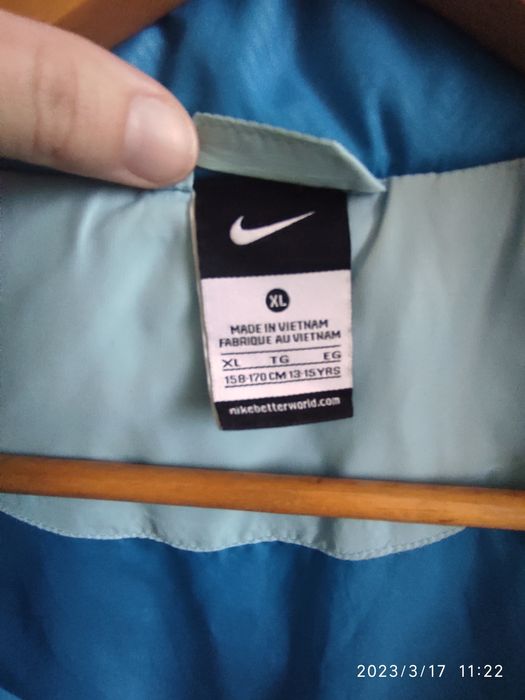 XL
MADE IN VIETNAM
FABRIQUE AU VIETNAM
XL TG EG
158-170 CM 13-15 YRS
nikebetterworld.com
2023/3/17 11:22